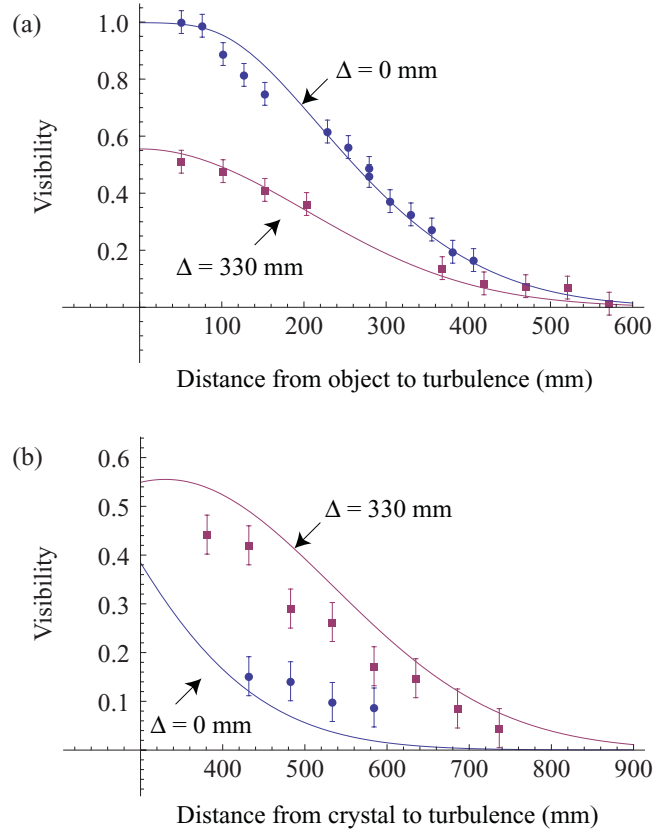 (a)
1.0
0.8
0.6
0.4
0.2
Visibility
Δ = 0 mm
Δ = 330 mm
100 200 300 400 500 600
Distance from object to turbulence (mm)
(b)
0.6
0.5
0.4
0.3
0.2
0.1
Visibility
Δ = 330 mm
Δ = 0 mm
400 500 600 700 800 900
Distance from crystal to turbulence (mm)